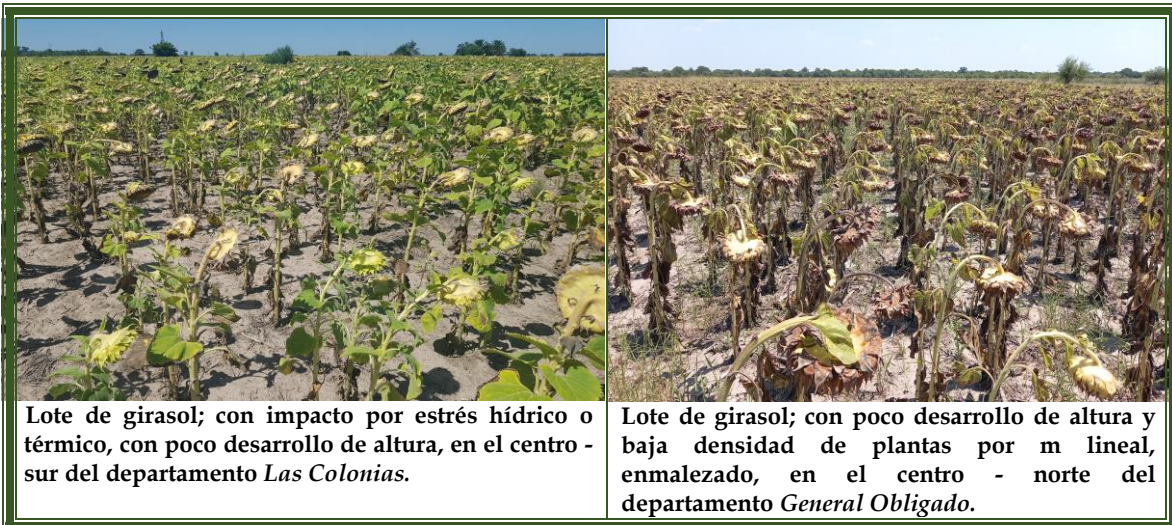 Lote de girasol; con impacto por estrés hídrico o
térmico, con poco desarrollo de altura, en el centro -
sur del departamento Las Colonias.
Lote de girasol; con poco desarrollo de altura y
baja densidad de plantas por m lineal,
enmalezado, en el centro - norte del
departamento General Obligado.